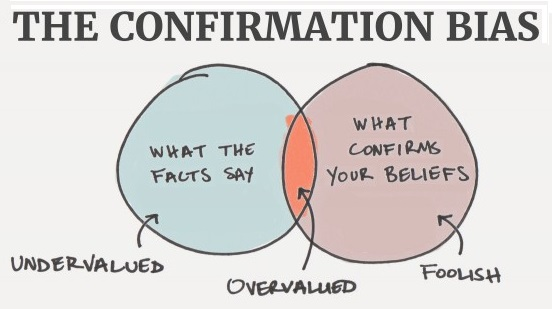 THE CONFIRMATION BIAS
WHAT THE
FACTS SAY
WHAT
CONFIRMS
YOUR BELIEFS
UNDERVALUED
OVERVALUED
FOOLISH